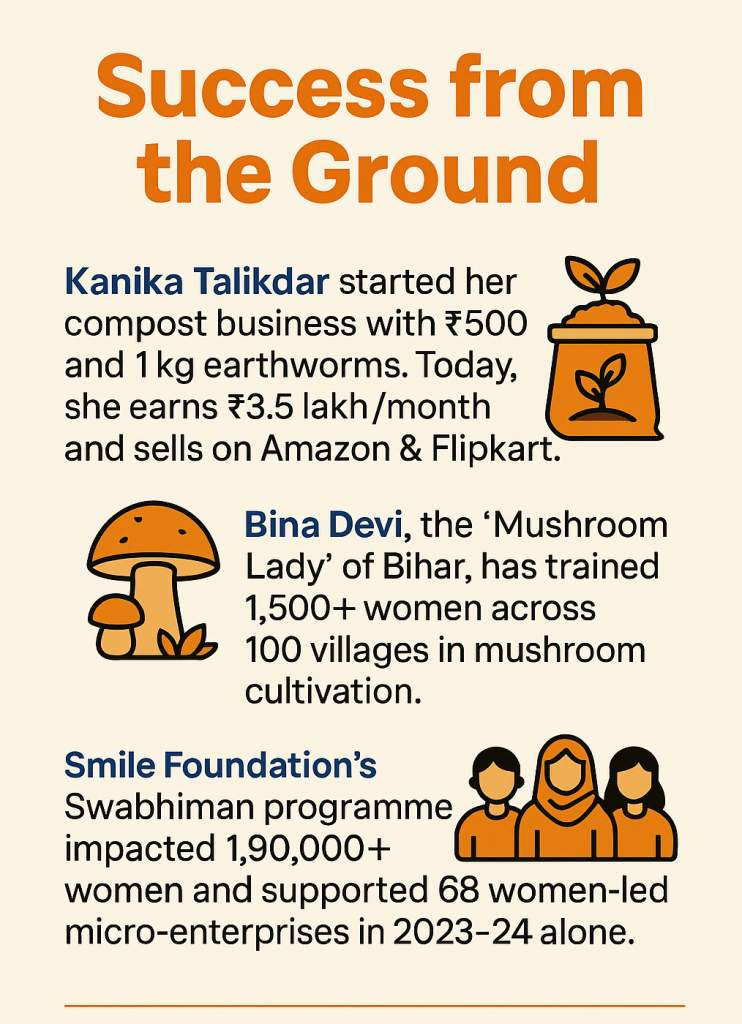 Success from
the Ground
Kanika Talikdar started her
compost business with ₹500
and 1 kg earthworms. Today,
she earns ₹3.5 lakh/month
and sells on Amazon & Flipkart.
Bina Devi, the ‘Mushroom
Lady’ of Bihar, has trained
1,500+ women across
100 villages in mushroom
cultivation.
Smile Foundation’s
Swabhiman programme
impacted 1,90,000+
women and supported 68 women-led
micro-enterprises in 2023–24 alone.